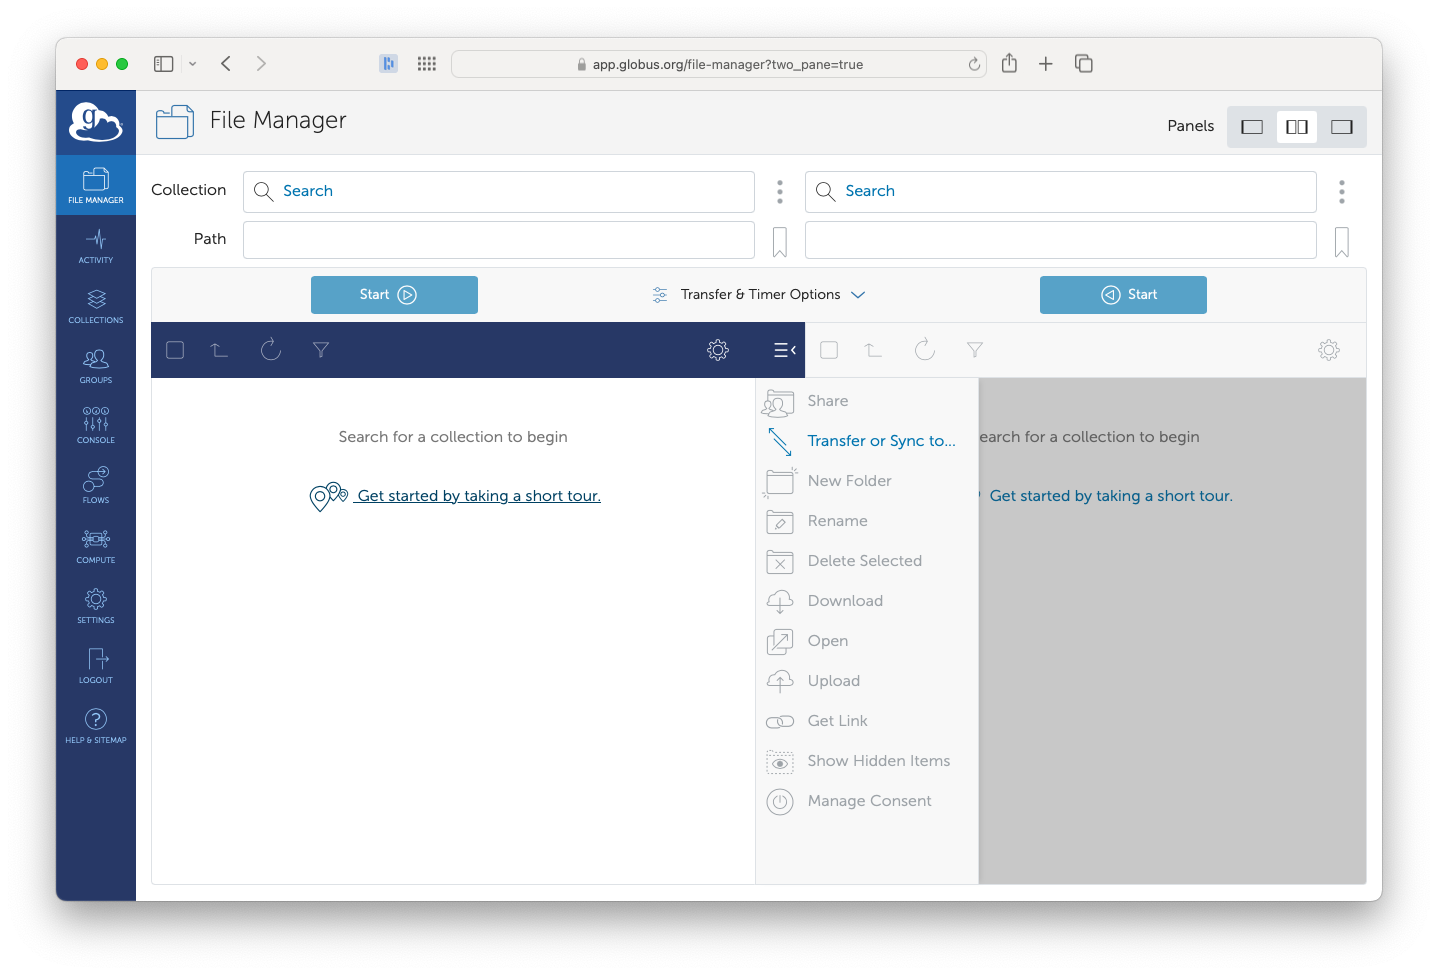 app.globus.org/file-manager?two_pane=true
g
File Manager
Panels
FILE MANAGER
ACTIVITY
COLLECTIONS
GROUPS
CONSOLE
FLOWS
COMPUTE
SETTINGS
LOGOUT
?
HELP & SITEMAP
Collection
Search
Search
Path
Start
Transfer & Timer Options
Start
Search for a collection to begin
Get started by taking a short tour.
Share
Transfer or Sync to...
New Folder
Rename
Delete Selected
Download
Open
Upload
Get Link
Show Hidden Items
Manage Consent
earch for a collection to begin
Get started by taking a short tour.